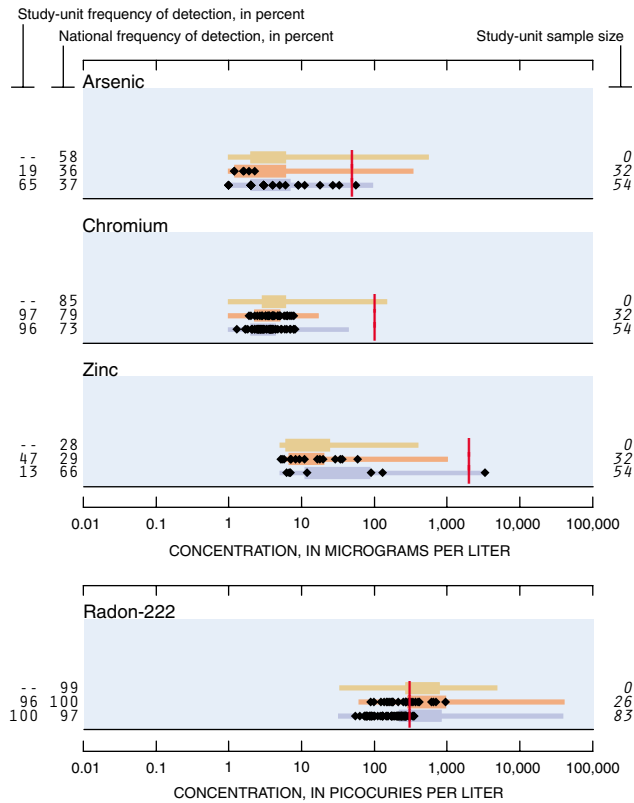 Study-unit frequency of detection, in percent
National frequency of detection, in percent
Study-unit sample size
Arsenic
-- 58 0
19 36 32
65 37 54
Chromium
-- 85 0
97 79 32
96 73 54
Zinc
-- 28 0
47 29 32
13 66 54
0.01 0.1 1 10 100 1,000 10,000 100,000
CONCENTRATION, IN MICROGRAMS PER LITER
Radon-222
-- 99 0
96 100 26
100 97 83
0.01 0.1 1 10 100 1,000 10,000 100,000
CONCENTRATION, IN PICOCURIES PER LITER